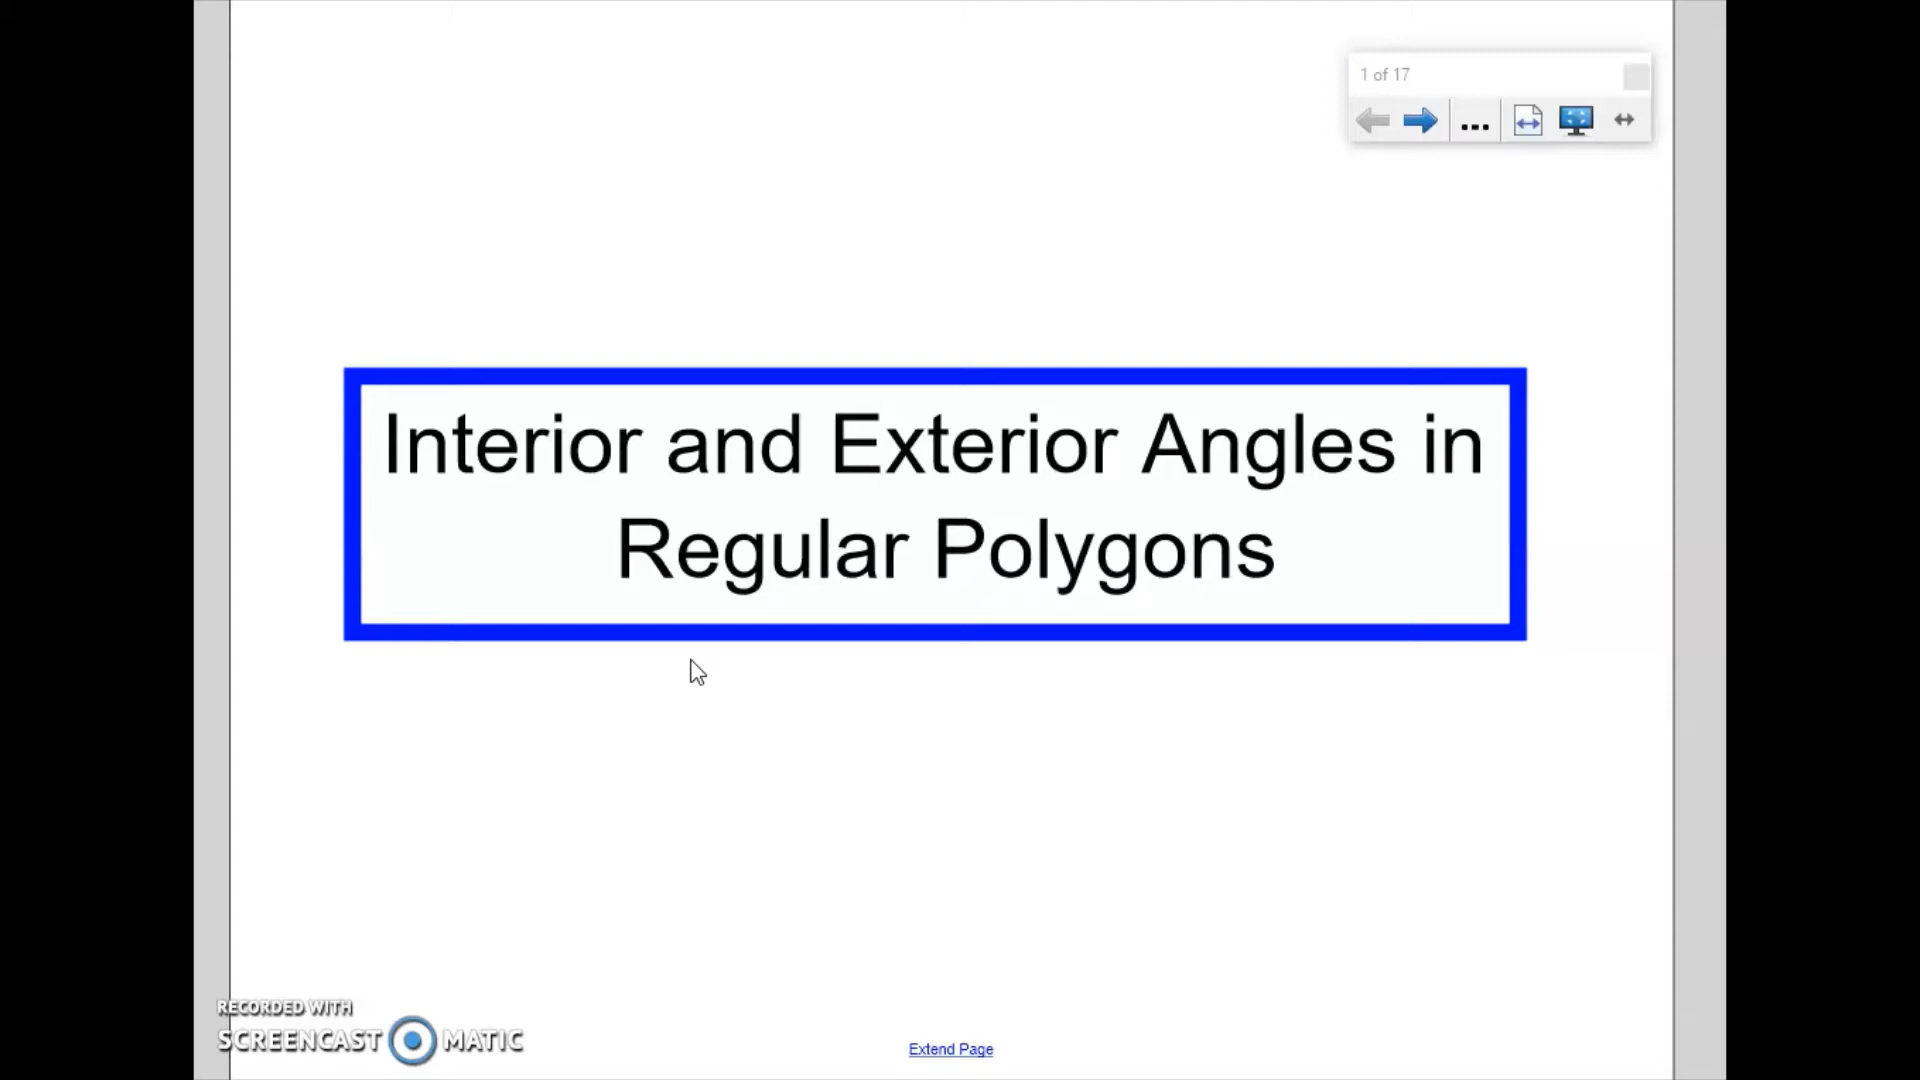 1 of 17
...
Interior and Exterior Angles in
Regular Polygons
RECORDED WITH
SCREENCAST MATIC
Extend Page